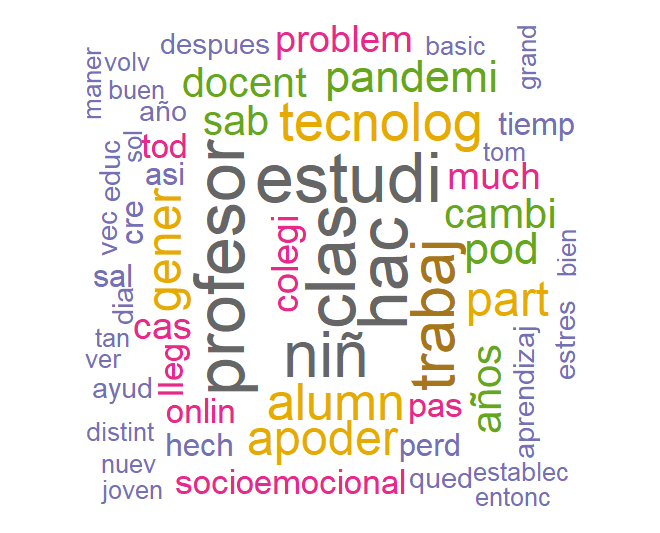 despues
problem
basic
grand
volv
maner
buen
docent
pandemi
año
sab
tecnolog
tiemp
sol
tod
tom
educ
asi
profesor
estudi
much
vec
cre
gener
colegi
clas
hac
cambi
pod
bien
sal
dia
trabaj
part
cas
niñ
tan
ver
lleg
años
aprendizaj
estres
ayud
onlin
alumn
pas
distint
hech
apoder
perd
nuev
joven
socioemocional
qued
establec
entonc